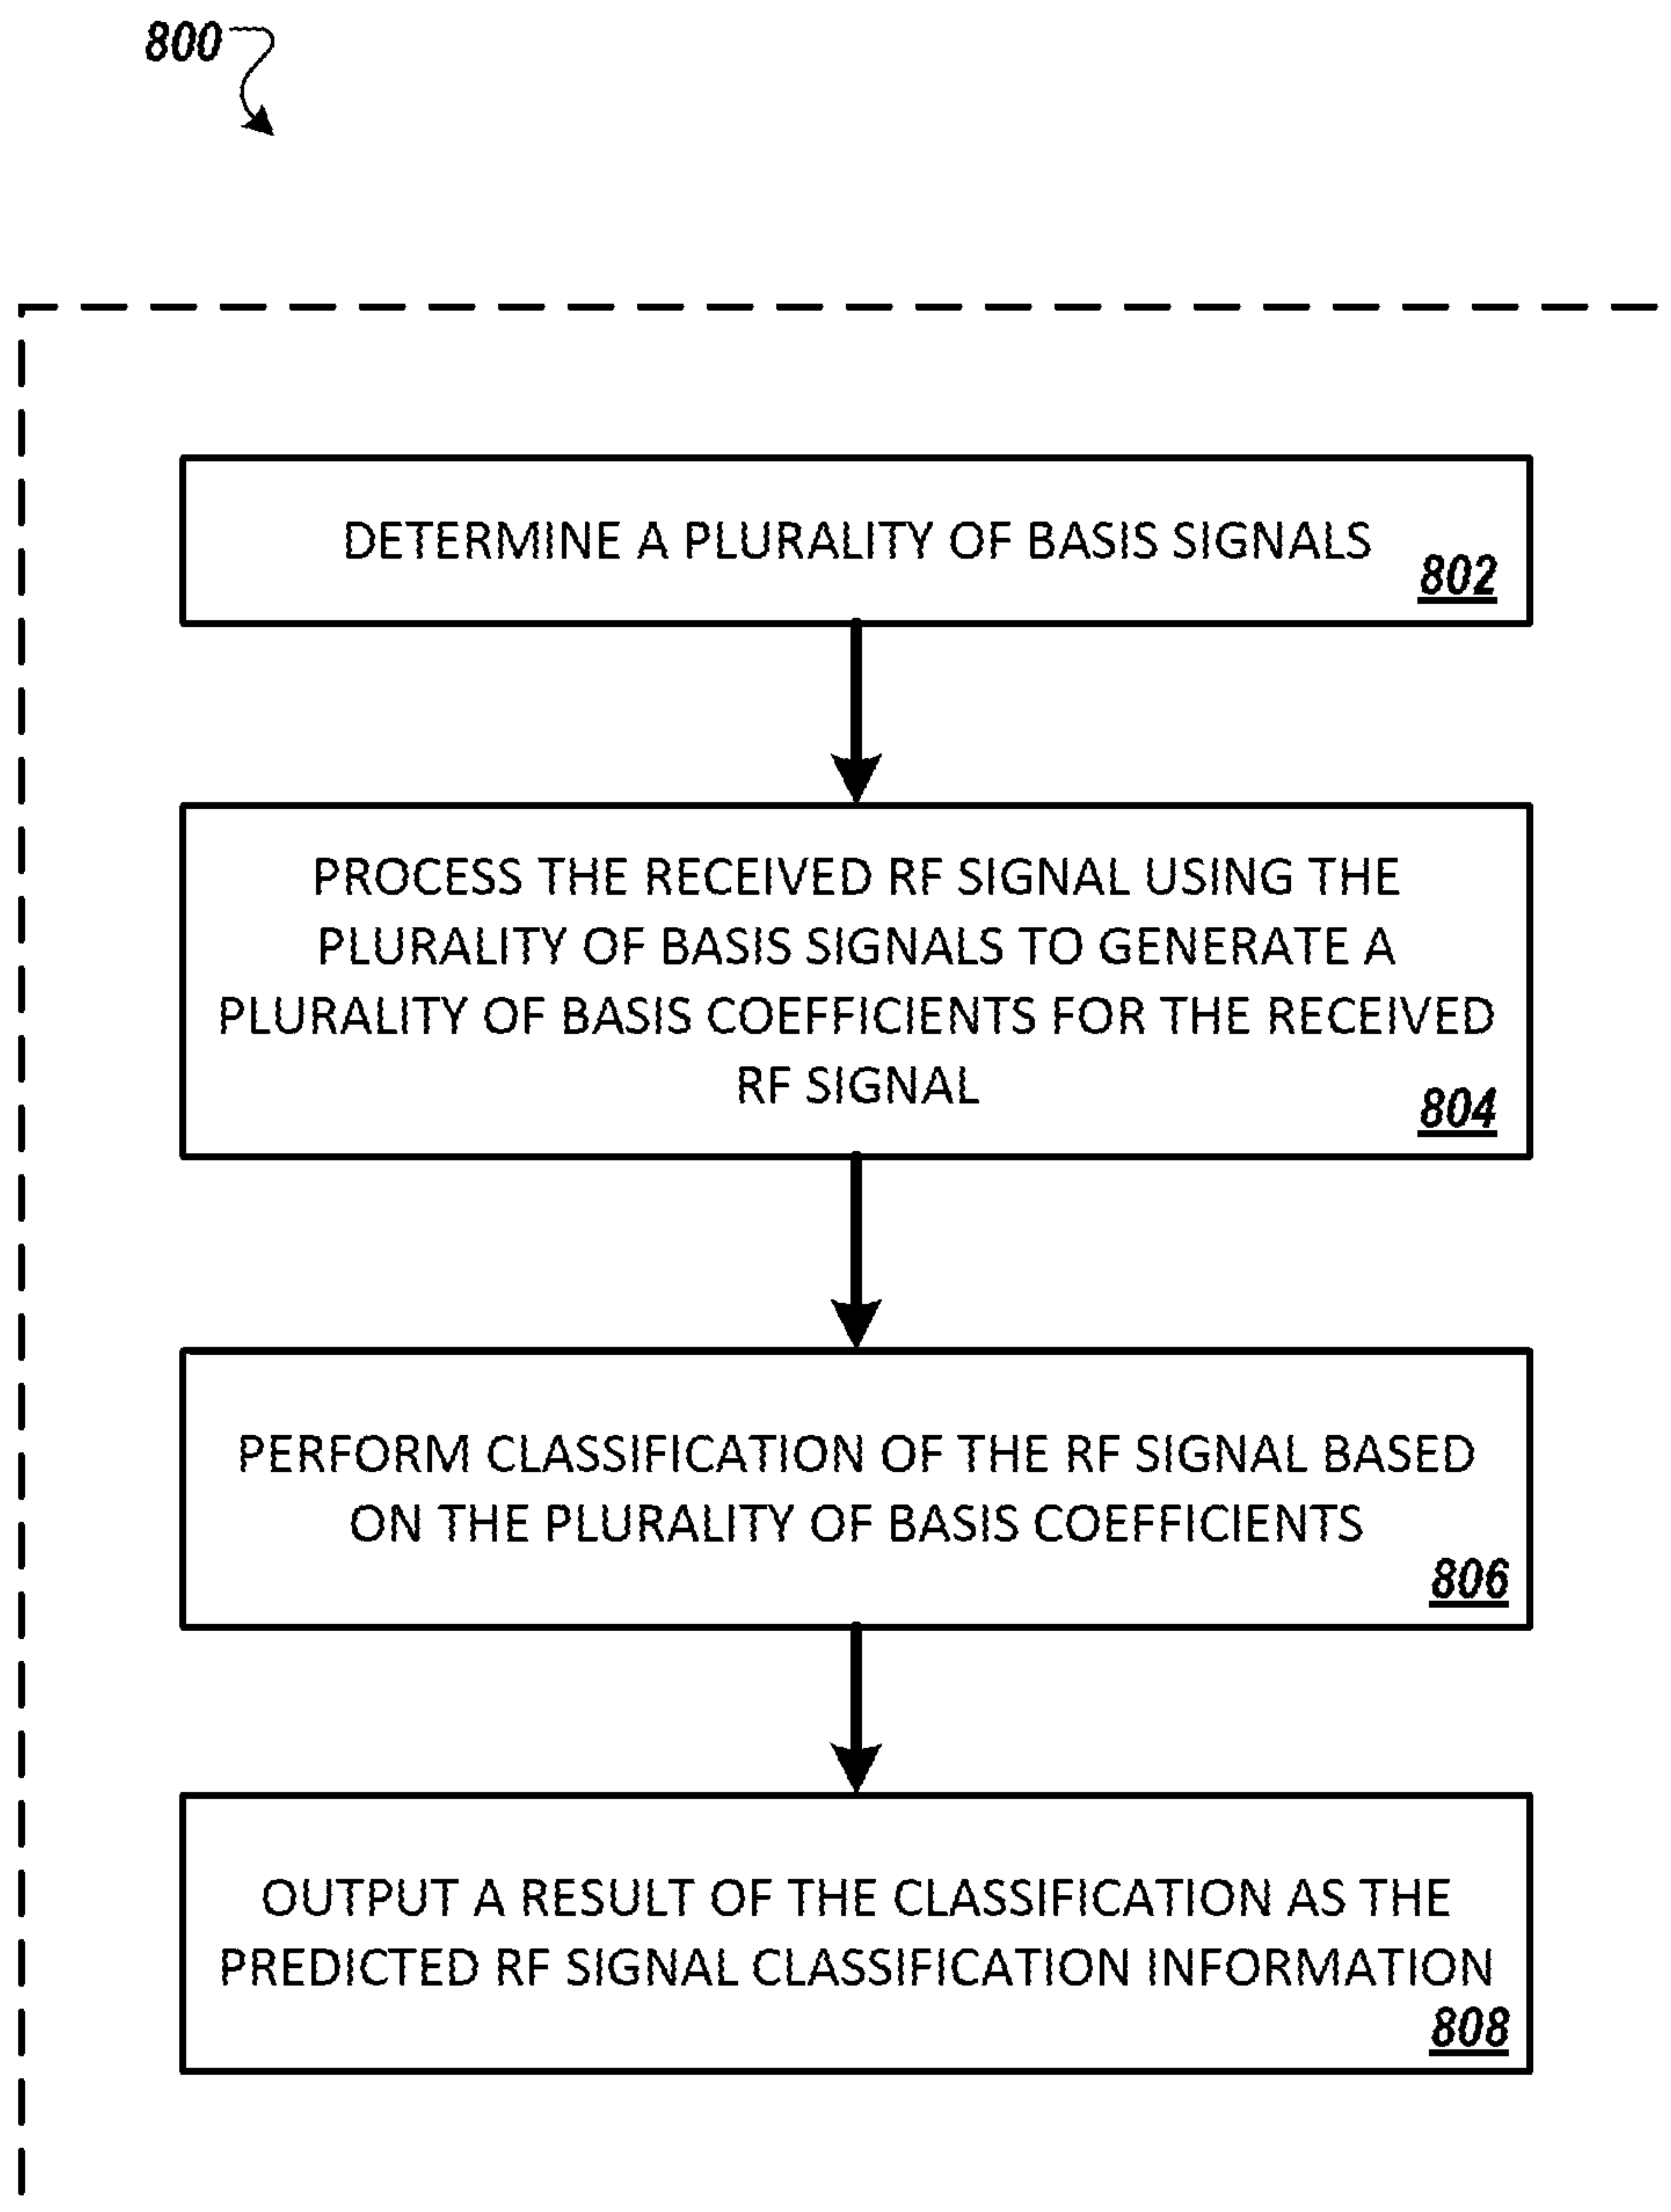 800
DETERMINE A PLURALITY OF BASIS SIGNALS
802
PROCESS THE RECEIVED RF SIGNAL USING THE
PLURALITY OF BASIS SIGNALS TO GENERATE A
PLURALITY OF BASIS COEFFICIENTS FOR THE RECEIVED
RF SIGNAL
804
PERFORM CLASSIFICATION OF THE RF SIGNAL BASED
ON THE PLURALITY OF BASIS COEFFICIENTS
806
OUTPUT A RESULT OF THE CLASSIFICATION AS THE
PREDICTED RF SIGNAL CLASSIFICATION INFORMATION
808